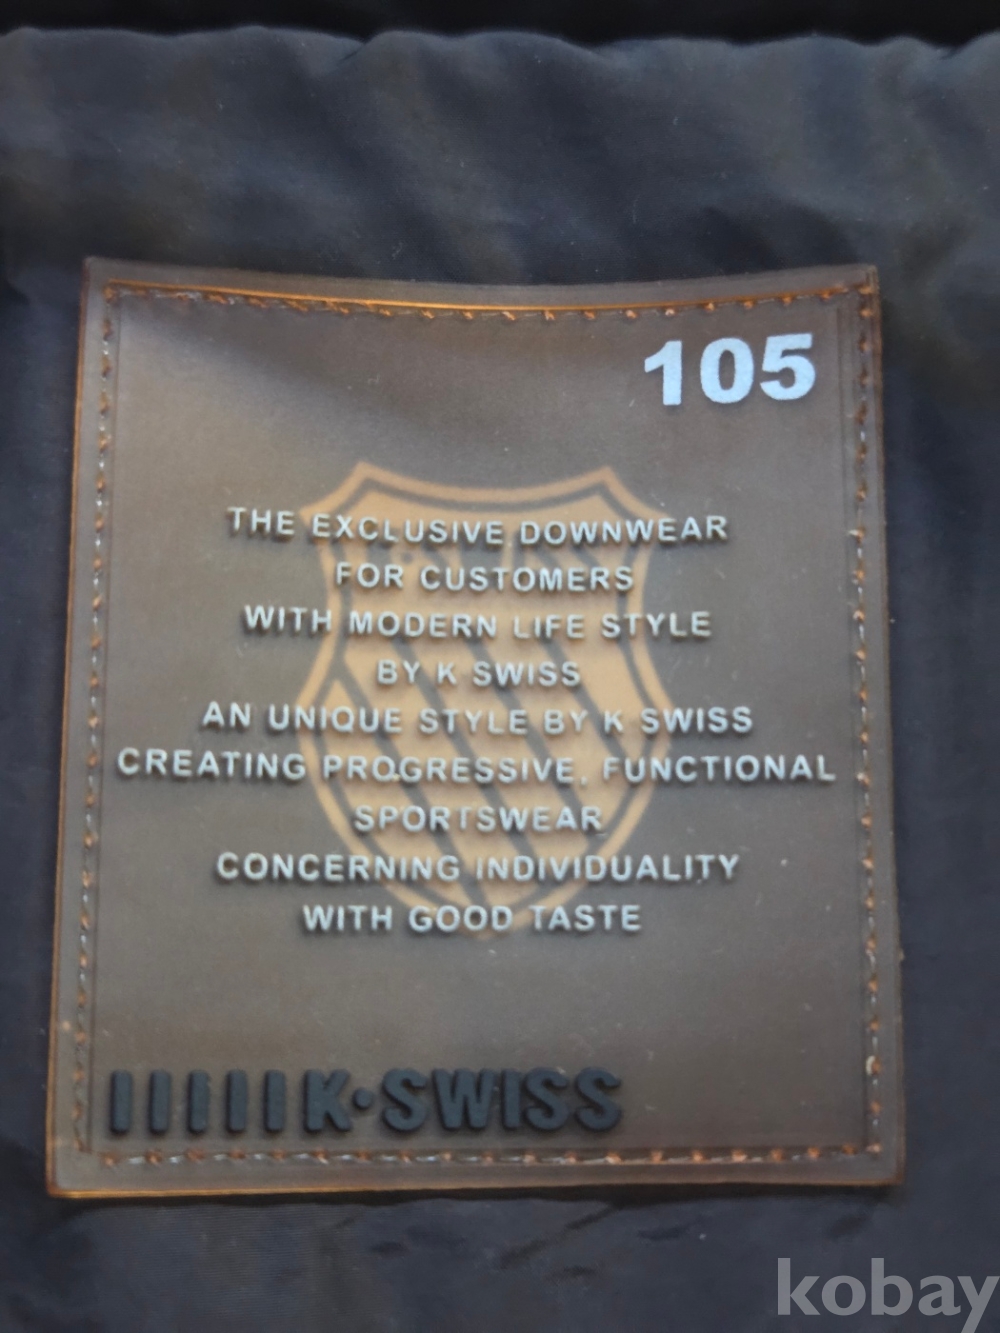 105
THE EXCLUSIVE DOWNWEAR
FOR CUSTOMERS
WITH MODERN LIFE STYLE
BY K SWISS
AN UNIQUE STYLE BY K SWISS
CREATING PROGRESSIVE, FUNCTIONAL
SPORTSWEAR
CONCERNING INDIVIDUALITY
WITH GOOD TASTE
K•SWISS
kobay